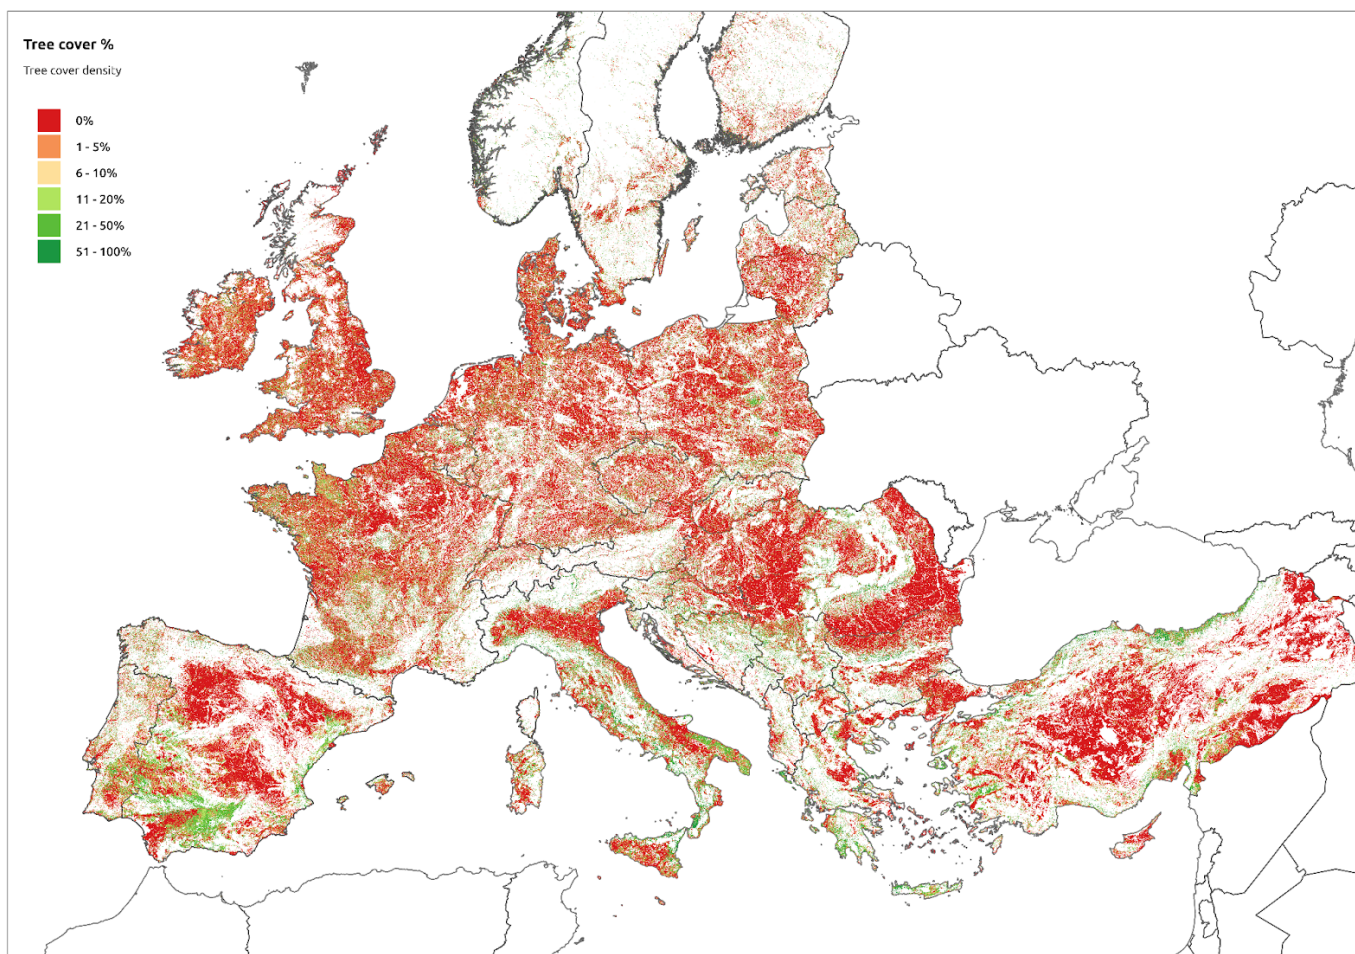 Tree cover %
Tree cover density
0%
1 - 5%
6 - 10%
11 - 20%
21 - 50%
51 - 100%